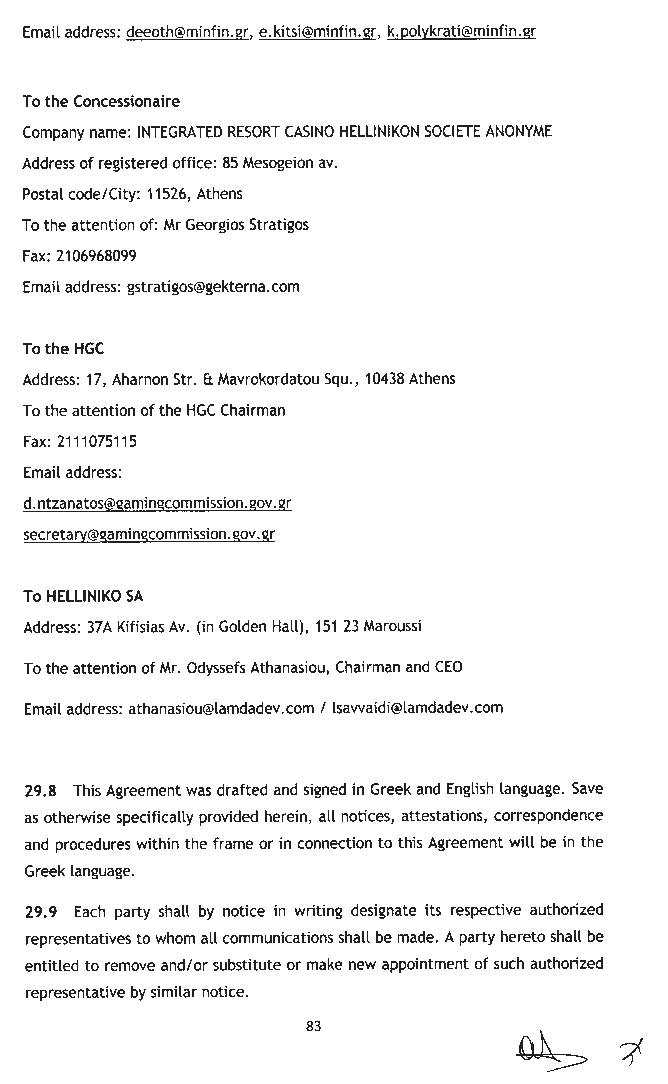 Email address: deeoth@minfin.gr, e.kitsi@minfin.gr, k.polykrati@minfin.gr
To the Concessionaire
Company name: INTEGRATED RESORT CASINO HELLINIKON SOCIETE ANONYME
Address of registered office: 85 Mesogeion av.
Postal code/City: 11526, Athens
To the attention of: Mr Georgios Stratigos
Fax: 2106968099
Email address: gstratigos@gekterna.com
To the HGC
Address: 17, Aharnon Str. & Mavrokordatou Squ., 10438 Athens
To the attention of the HGC Chairman
Fax: 2111075115
Email address:
d.ntzanatos@gamingcommission.gov.gr
secretary@gamingcommission.gov.gr
To HELLINIKO SA
Address: 37A Kifisias Av. (in Golden Hall), 151 23 Maroussi
To the attention of Mr. Odyssefs Athanasiou, Chairman and CEO
Email address: athanasiou@lamdadev.com / lsavvaidi@lamdadev.com
29.8 This Agreement was drafted and signed in Greek and English language. Save
as otherwise specifically provided herein, all notices, attestations, correspondence
and procedures within the frame or in connection to this Agreement will be in the
Greek language.
29.9 Each party shall by notice in writing designate its respective authorized
representatives to whom all communications shall be made. A party hereto shall be
entitled to remove and/or substitute or make new appointment of such authorized
representative by similar notice.
83